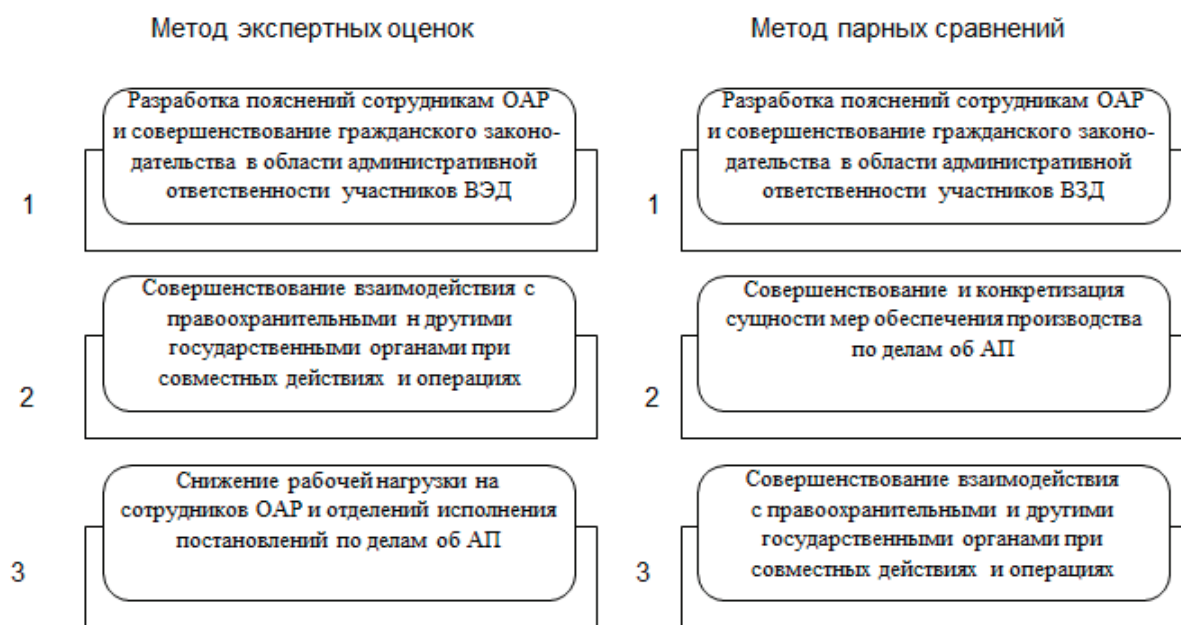 Метод экспертных оценок
Разработка пояснений сотрудникам ОАР
и совершенствование гражданского законо-
дательства в области административной
ответственности участников ВЭД
1
Совершенствование взаимодействия с
правоохранительными н другими
государственными органами при
совместных действиях и операциях
2
Снижение рабочей нагрузки на
сотрудников ОАР и отделений исполнения
постановлений по делам об АП
3
Метод парных сравнений
Разработка пояснений сотрудникам ОАР
и совершенствование гражданского законо-
дательства в области административной
ответственности участников ВЗД
1
Совершенствование и конкретизация
сущности мер обеспечения производства
по делам об АП
2
Совершенствование взаимодействия
с правоохранительными и другими
государственными органами при
совместных действиях и операциях
3